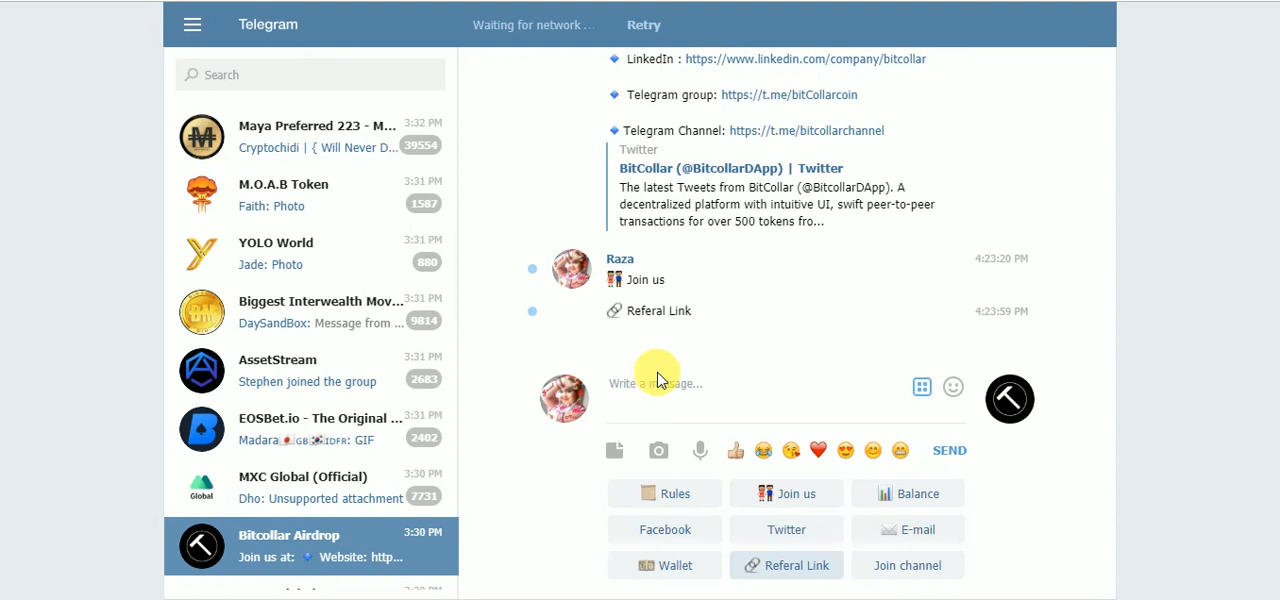 Telegram
Waiting for network ...
Retry
Search
Maya Preferred 223 - M...
3:32 PM
Cryptochidi | { Will Never D...
39554
M.O.A.B Token
3:31 PM
Faith: Photo
1587
YOLO World
3:31 PM
Jade: Photo
880
Biggest Interwealth Mov...
3:31 PM
DaySandBox: Message from ...
9814
AssetStream
3:31 PM
Stephen joined the group
2683
EOSBet.io - The Original ...
3:31 PM
Madara🇯🇵GB🇰🇷IDFR: GIF
2402
MXC Global (Official)
3:30 PM
Global
Dho: Unsupported attachment
7731
Bitcollar Airdrop
3:30 PM
Join us at: 🔹 Website: http...
🔹 LinkedIn : https://www.linkedin.com/company/bitcollar
🔹 Telegram group: https://t.me/bitCollarcoin
🔹 Telegram Channel: https://t.me/bitcollarchannel
Twitter
BitCollar (@BitcollarDApp) | Twitter
The latest Tweets from BitCollar (@BitcollarDApp). A
decentralized platform with intuitive UI, swift peer-to-peer
transactions for over 500 tokens fro...
Raza
4:23:20 PM
👫 Join us
🔗 Referal Link
4:23:59 PM
Write a message...
SEND
Rules
Join us
Balance
Facebook
Twitter
E-mail
Wallet
Referal Link
Join channel